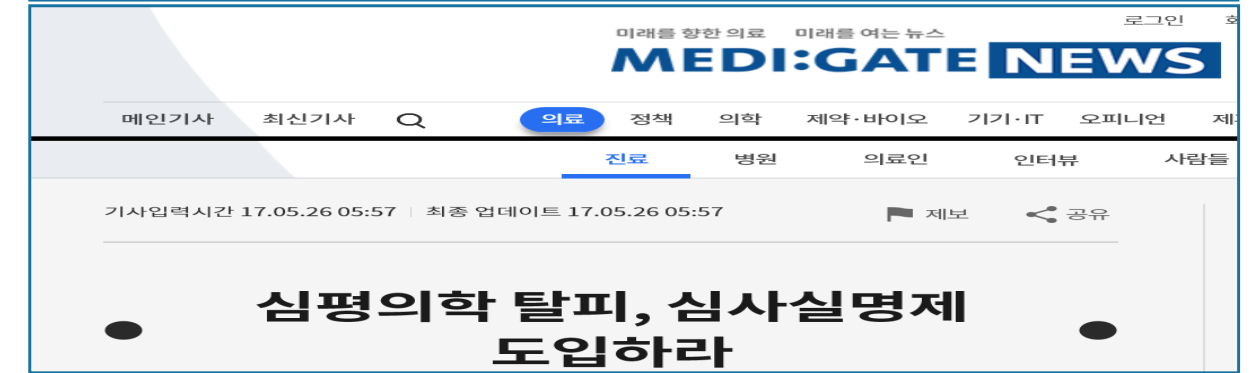 로그인
미래를 향한 의료 미래를 여는 뉴스
MEDI:GATE NEWS
메인기사 최신기사 의료 정책 의학 제약·바이오 기기·IT 오피니언
진료 병원 의료인 인터뷰 사람들
기사입력시간 17.05.26 05:57 최종 업데이트 17.05.26 05:57 제보 공유
심평의학 탈피, 심사실명제
도입하라